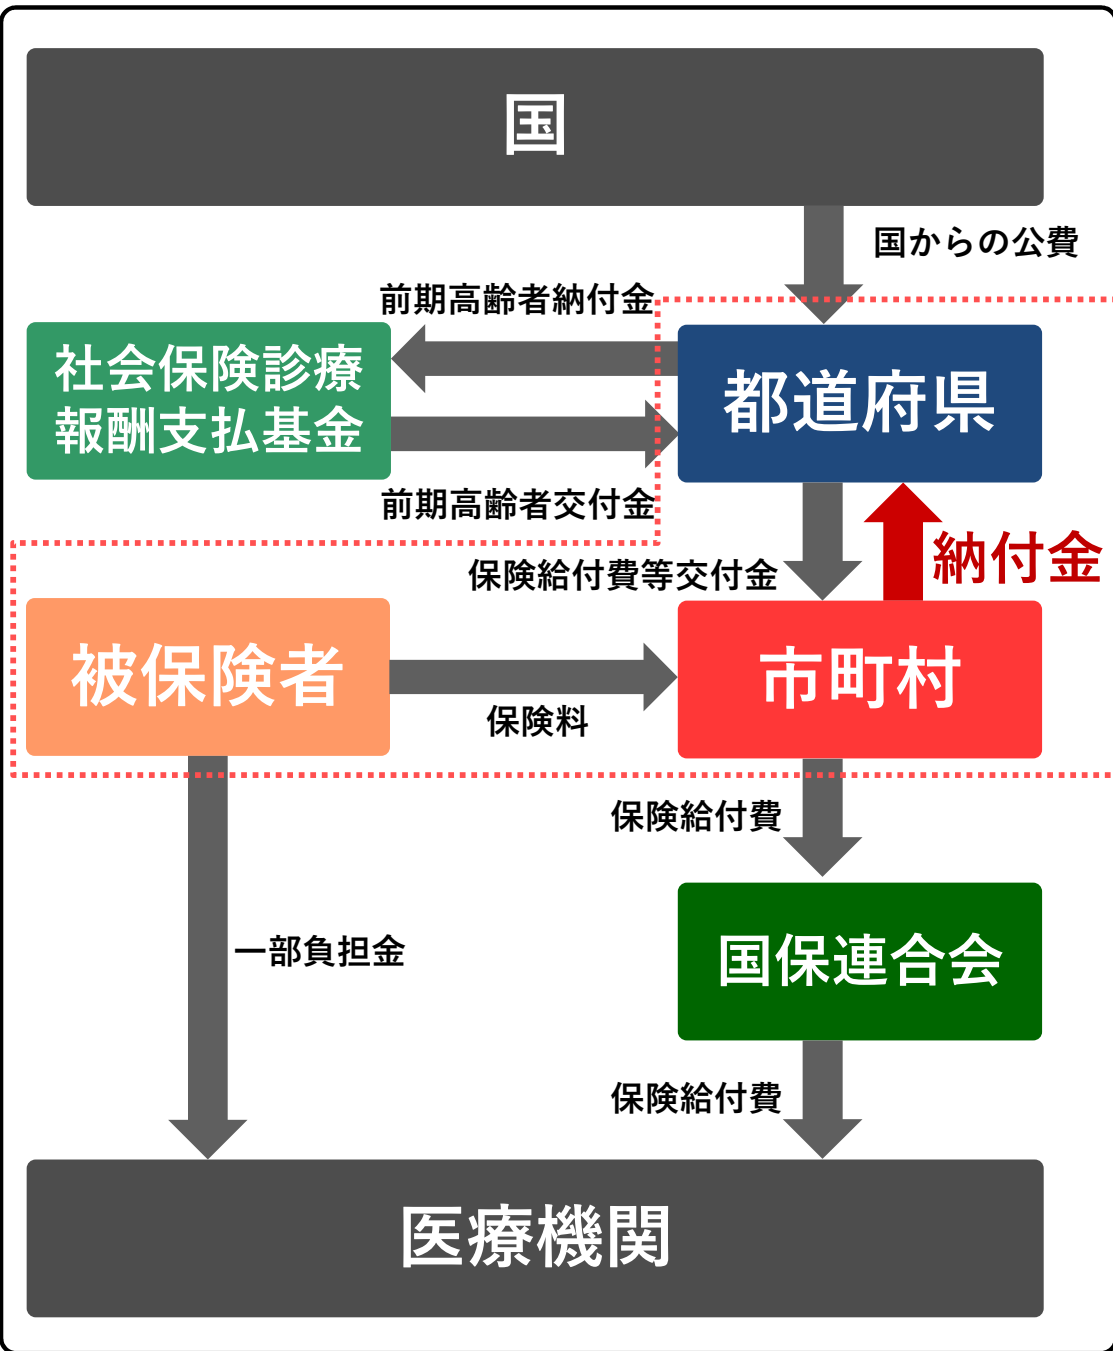 国
国からの公費
前期高齢者納付金
社会保険診療
報酬支払基金
都道府県
前期高齢者交付金
保険給付費等交付金
納付金
被保険者
保険料
市町村
保険給付費
一部負担金
国保連合会
保険給付費
医療機関